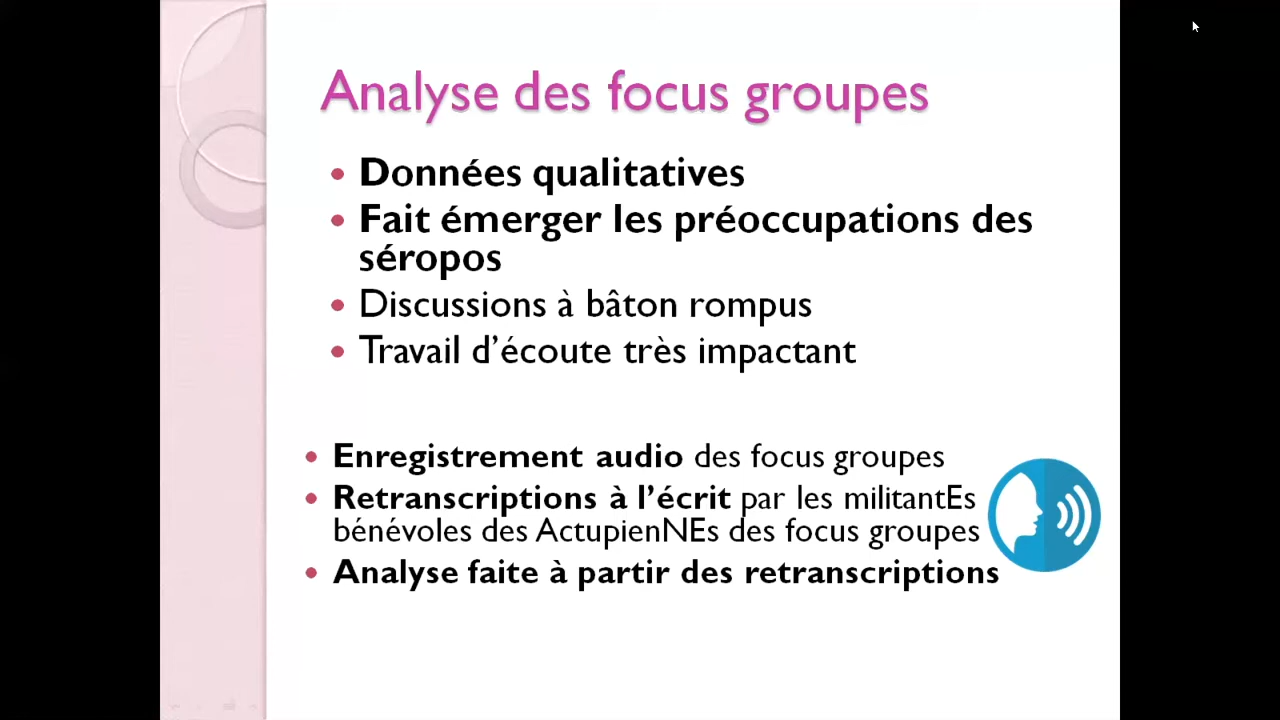 Analyse des focus groupes
• Données qualitatives
• Fait émerger les préoccupations des
séropos
• Discussions à bâton rompus
• Travail d’écoute très impactant
• Enregistrement audio des focus groupes
• Retranscriptions à l’écrit par les militantEs
bénévoles des ActupienNEs des focus groupes
• Analyse faite à partir des retranscriptions